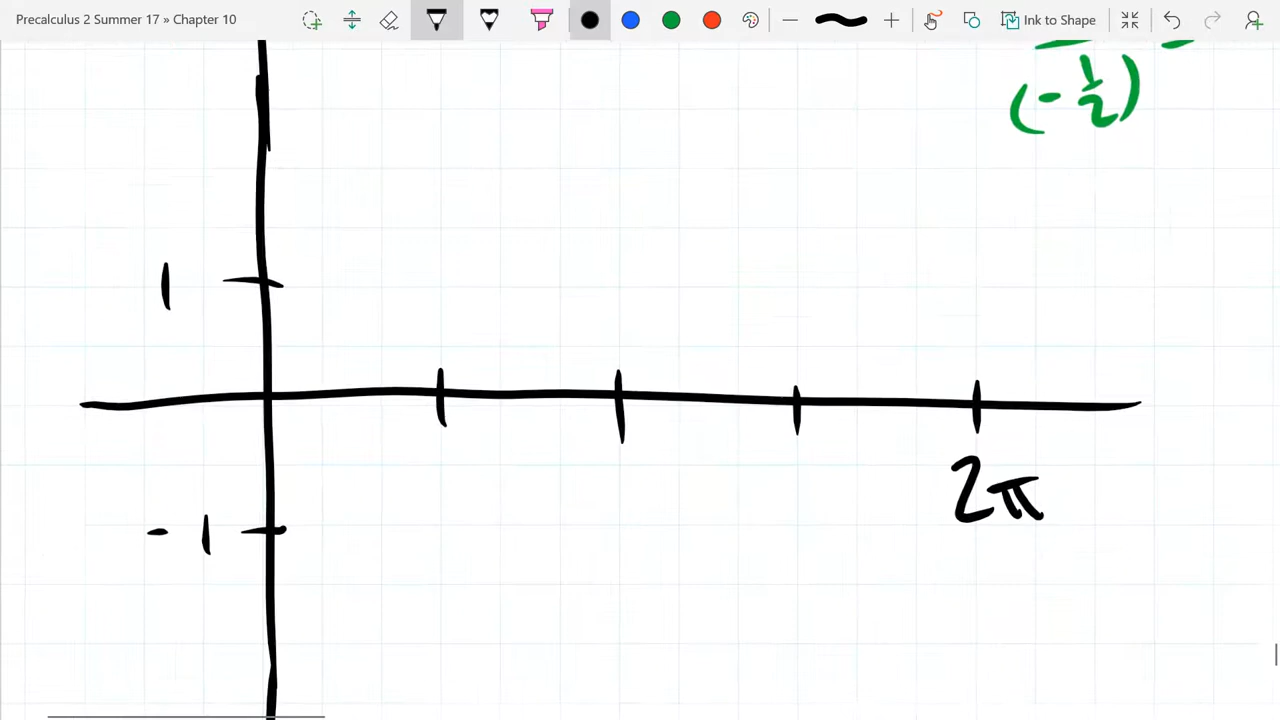 Precalculus 2 Summer 17 » Chapter 10
Ink to Shape
(-1/2)
1
-1
2π